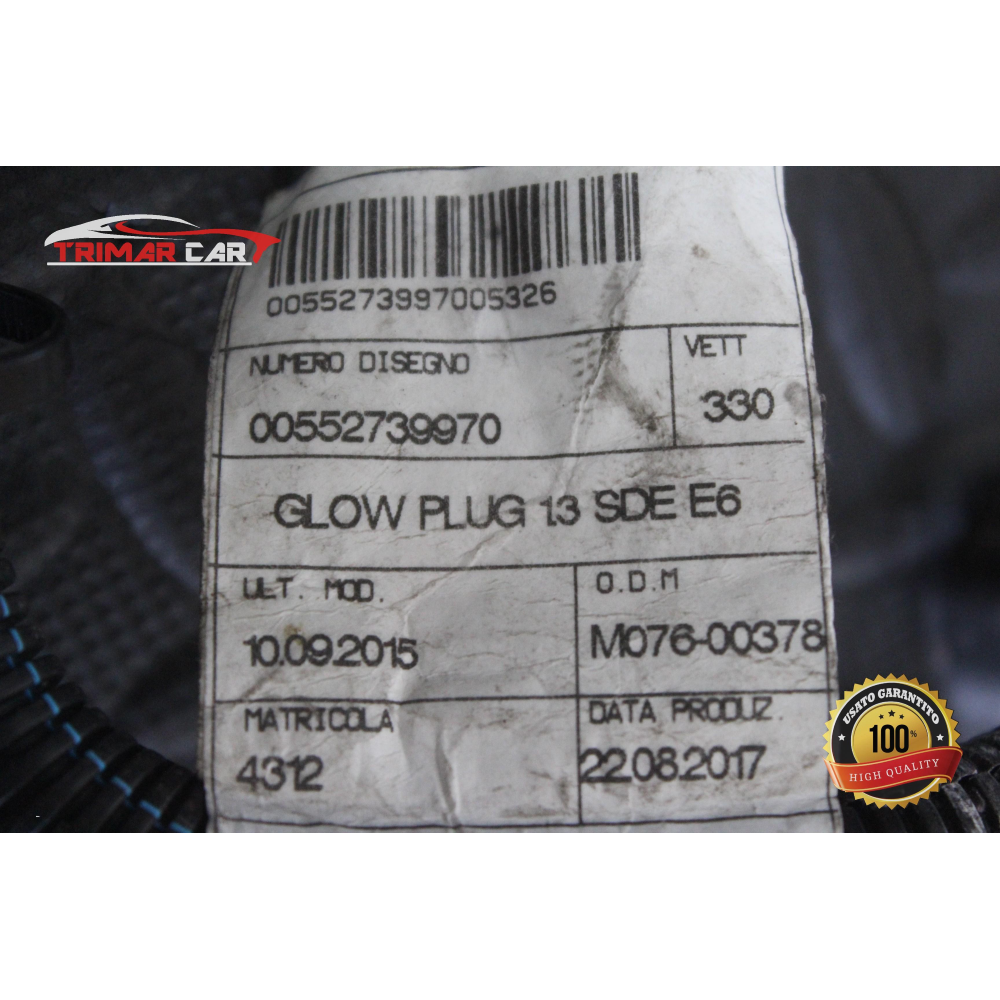 TRIMAR CAR
0055273997005326
NUMERO DISEGNO
VETT
00552739970
330
GLOW PLUG 1.3 SDE E6
ULT. MOD.
O.D.M
10.09.2015
M076-00378
MATRICOLA
DATA PRODUZ.
4312
22.08.2017
USATO GARANTITO
100%
HIGH QUALITY